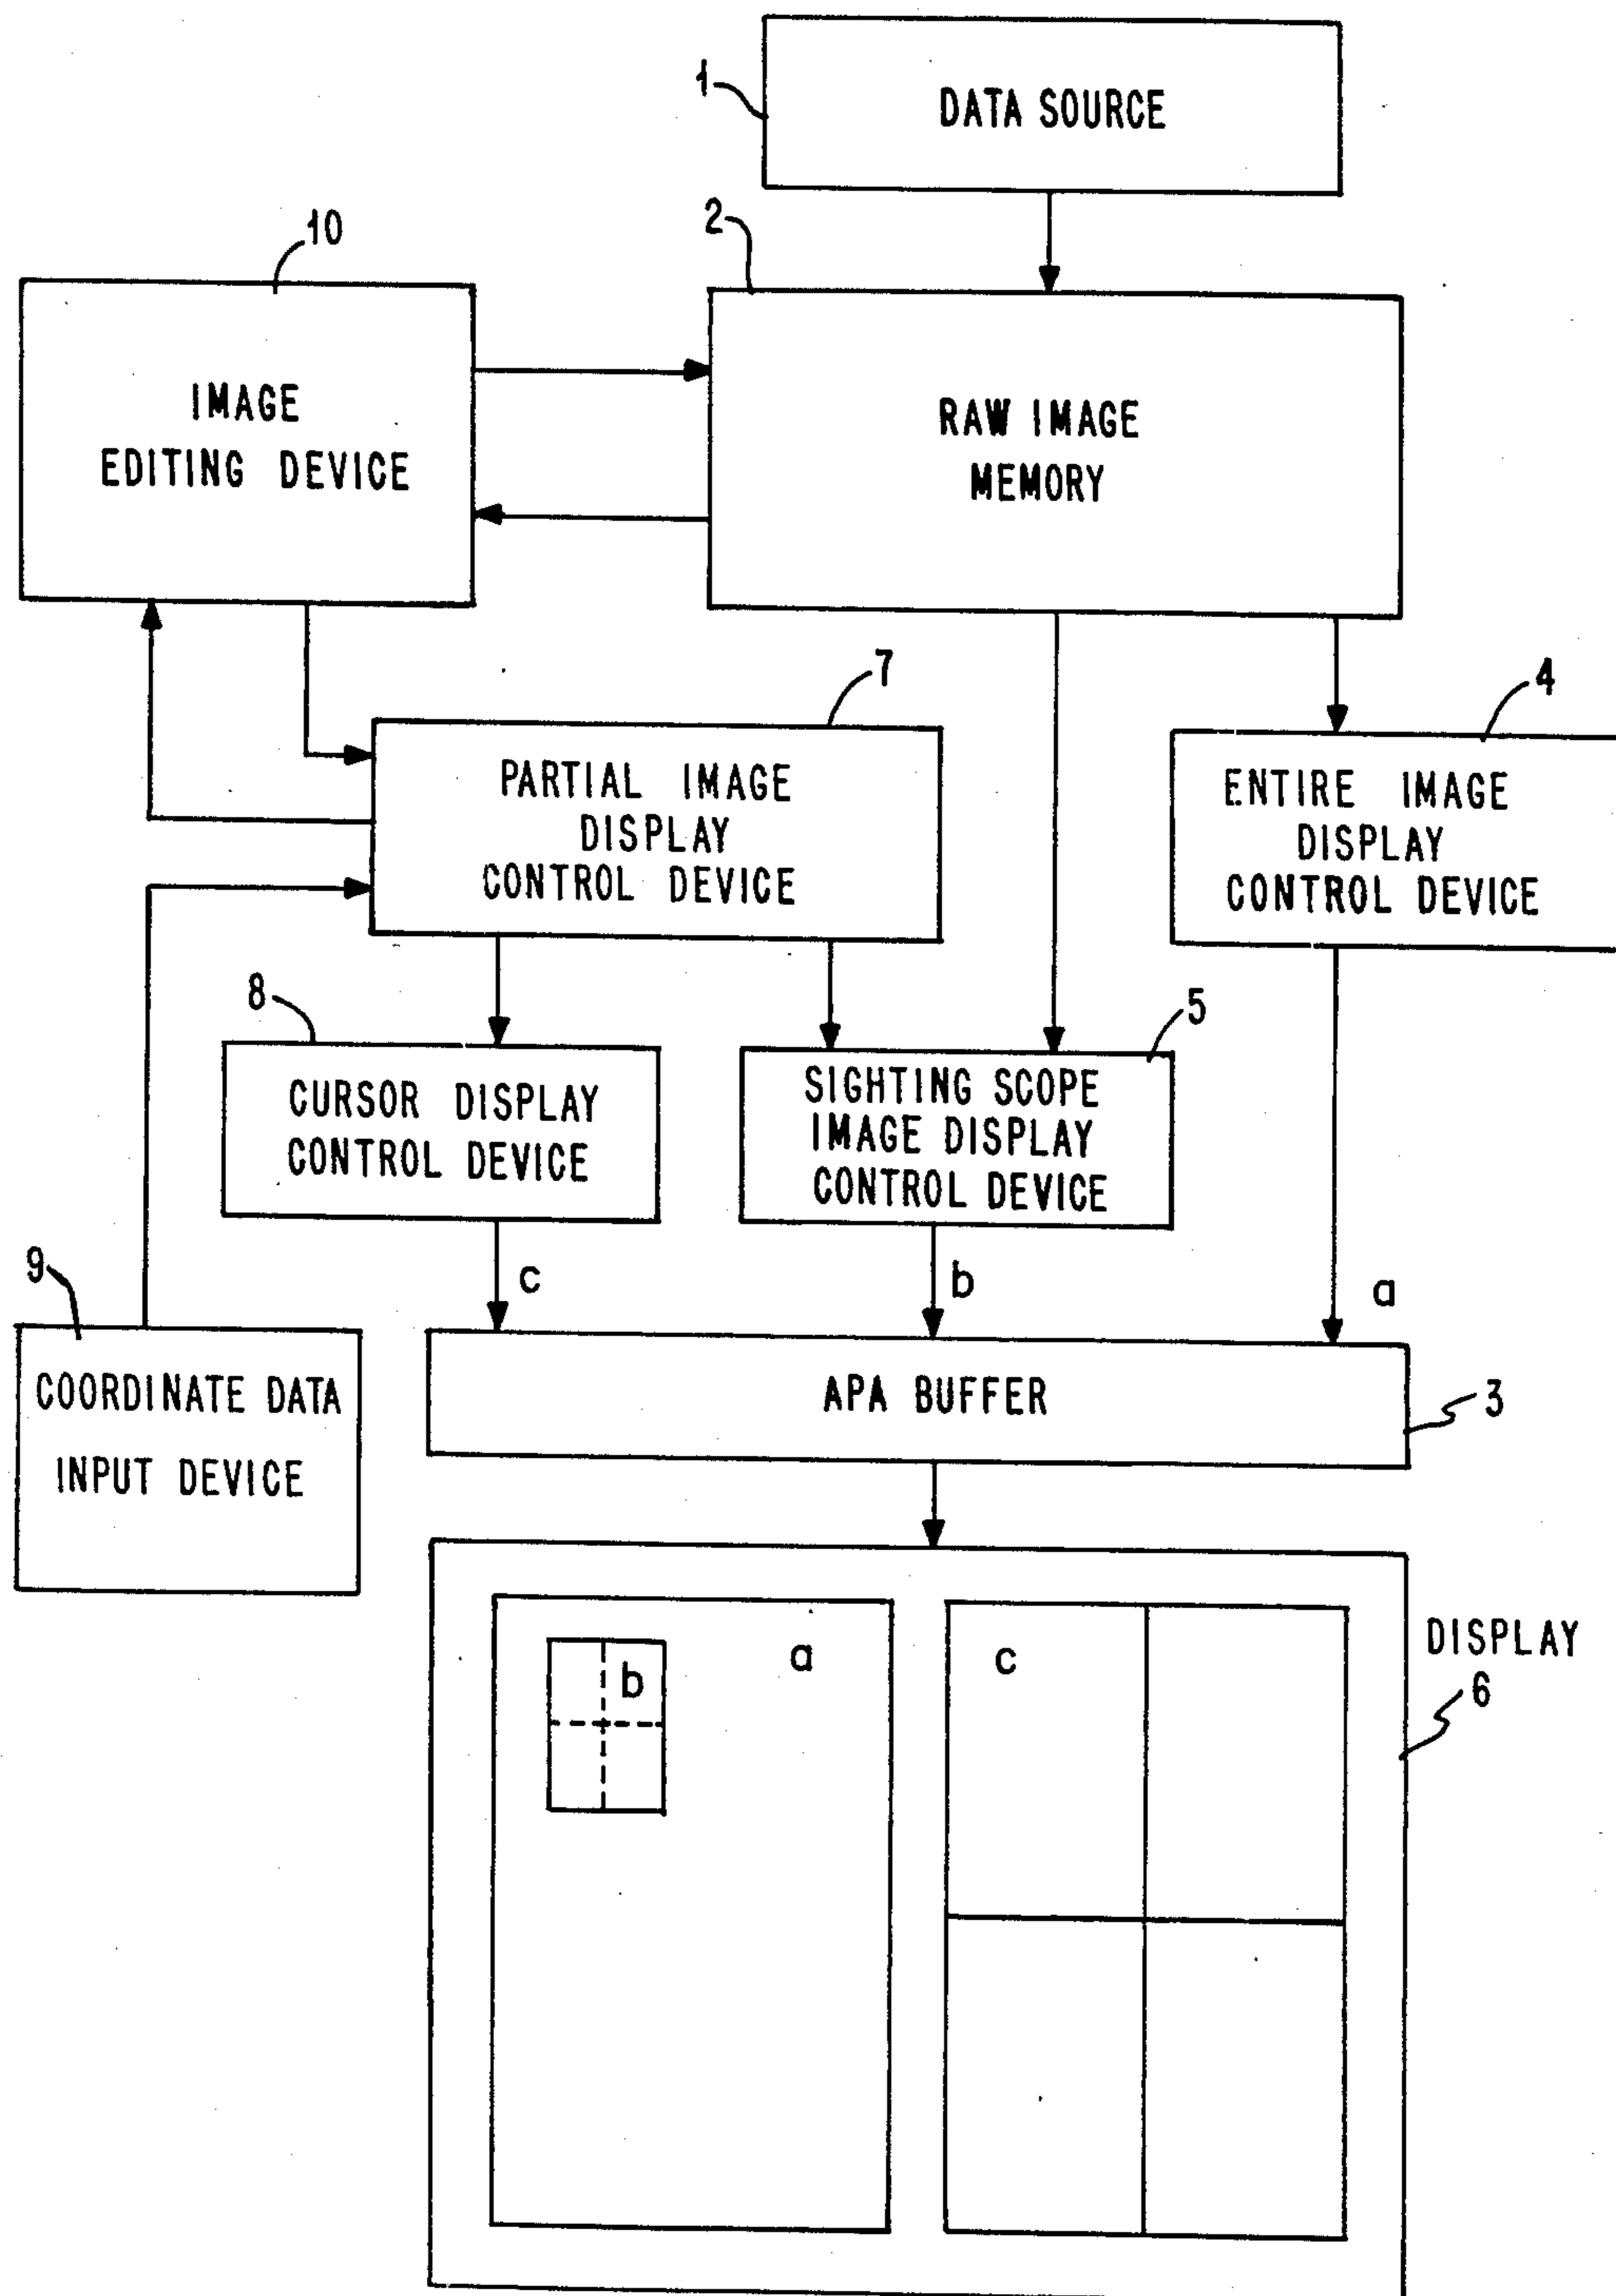 1
DATA SOURCE
10
2
IMAGE
EDITING DEVICE
RAW IMAGE
MEMORY
7
4
PARTIAL IMAGE
DISPLAY
CONTROL DEVICE
ENTIRE IMAGE
DISPLAY
CONTROL DEVICE
8
5
CURSOR DISPLAY
CONTROL DEVICE
SIGHTING SCOPE
IMAGE DISPLAY
CONTROL DEVICE
9
c
b
a
COORDINATE DATA
INPUT DEVICE
APA BUFFER
3
a
b
c
DISPLAY
6